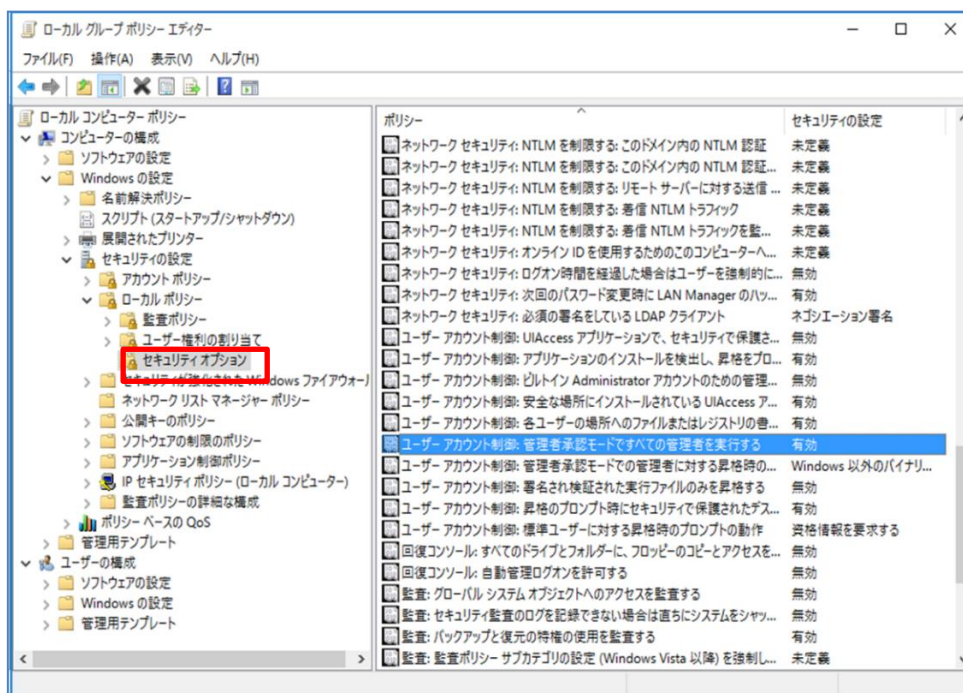 ローカル グループ ポリシー エディター
ファイル(F) 操作(A) 表示(V) ヘルプ(H)
ローカル コンピューター ポリシー
コンピューターの構成
ソフトウェアの設定
Windows の設定
名前解決ポリシー
スクリプト (スタートアップ/シャットダウン)
展開されたプリンター
セキュリティの設定
アカウント ポリシー
ローカル ポリシー
監査ポリシー
ユーザー権利の割り当て
セキュリティ オプション
セキュリティが強化された Windows ファイアウォー
ネットワーク リスト マネージャー ポリシー
公開キーのポリシー
ソフトウェアの制限のポリシー
アプリケーション制御ポリシー
IP セキュリティ ポリシー (ローカル コンピューター)
監査ポリシーの詳細な構成
ポリシー ベースの QoS
管理用テンプレート
ユーザーの構成
ソフトウェアの設定
Windows の設定
管理用テンプレート
ポリシー セキュリティの設定
ネットワーク セキュリティ: NTLM を制限する: このドメイン内の NTLM 認証 未定義
ネットワーク セキュリティ: NTLM を制限する: このドメイン内の NTLM 認証... 未定義
ネットワーク セキュリティ: NTLM を制限する: リモート サーバーに対する送信 ... 未定義
ネットワーク セキュリティ: NTLM を制限する: 着信 NTLM トラフィック 未定義
ネットワーク セキュリティ: NTLM を制限する: 着信 NTLM トラフィックを監... 未定義
ネットワーク セキュリティ: オンライン ID を使用するためのこのコンピューターへ... 未定義
ネットワーク セキュリティ: ログオン時間を経過した場合はユーザーを強制的に... 無効
ネットワーク セキュリティ: 次回のパスワード変更時に LAN Manager のハッ... 有効
ネットワーク セキュリティ: 必須の署名をしている LDAP クライアント ネゴシエーション署名
ユーザー アカウント制御: UIAccess アプリケーションで、セキュリティで保護さ... 無効
ユーザー アカウント制御: アプリケーションのインストールを検出し、昇格をプロ... 有効
ユーザー アカウント制御: ビルトイン Administrator アカウントのための管理... 無効
ユーザー アカウント制御: 安全な場所にインストールされている UIAccess ア... 有効
ユーザー アカウント制御: 各ユーザーの場所へのファイルまたはレジストリの書... 有効
ユーザー アカウント制御: 管理者承認モードですべての管理者を実行する 有効
ユーザー アカウント制御: 管理者承認モードでの管理者に対する昇格時の... Windows 以外のバイナリ...
ユーザー アカウント制御: 署名され検証された実行ファイルのみを昇格する 無効
ユーザー アカウント制御: 昇格のプロンプト時にセキュリティで保護されたデス... 有効
ユーザー アカウント制御: 標準ユーザーに対する昇格時のプロンプトの動作 資格情報を要求する
回復コンソール: すべてのドライブとフォルダーに、フロッピーのコピーとアクセスを... 無効
回復コンソール: 自動管理ログオンを許可する 無効
監査: グローバル システム オブジェクトへのアクセスを監査する 無効
監査: セキュリティ監査のログを記録できない場合は直ちにシステムをシャッ... 無効
監査: バックアップと復元の特権の使用を監査する 有効
監査: 監査ポリシー サブカテゴリの設定 (Windows Vista 以降) を強制し... 未定義